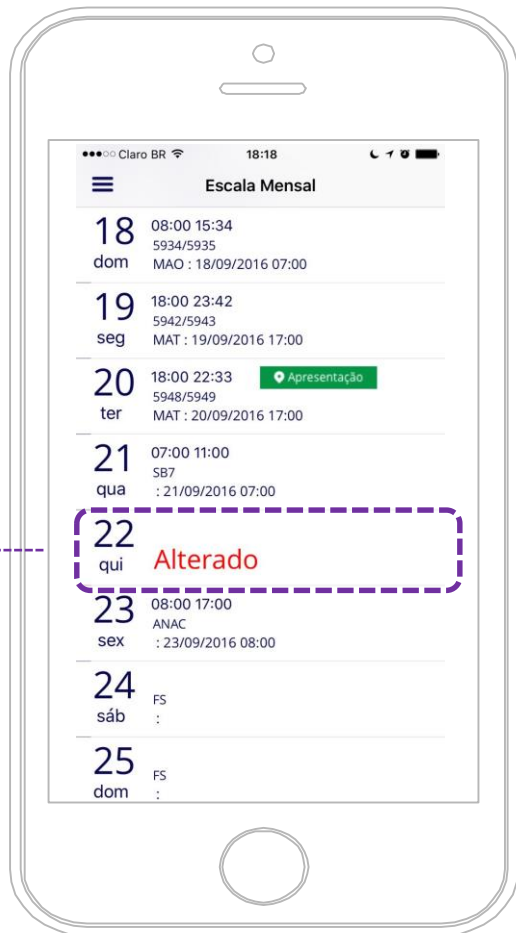 Claro BR 18:18
Escala Mensal
18 08:00 15:34
5934/5935
dom MAO : 18/09/2016 07:00
19 18:00 23:42
5942/5943
seg MAT : 19/09/2016 17:00
20 18:00 22:33 Apresentação
5948/5949
ter MAT : 20/09/2016 17:00
21 07:00 11:00
SB7
qua : 21/09/2016 07:00
22
qui Alterado
23 08:00 17:00
ANAC
sex : 23/09/2016 08:00
24
FS
sáb :
25
FS
dom :